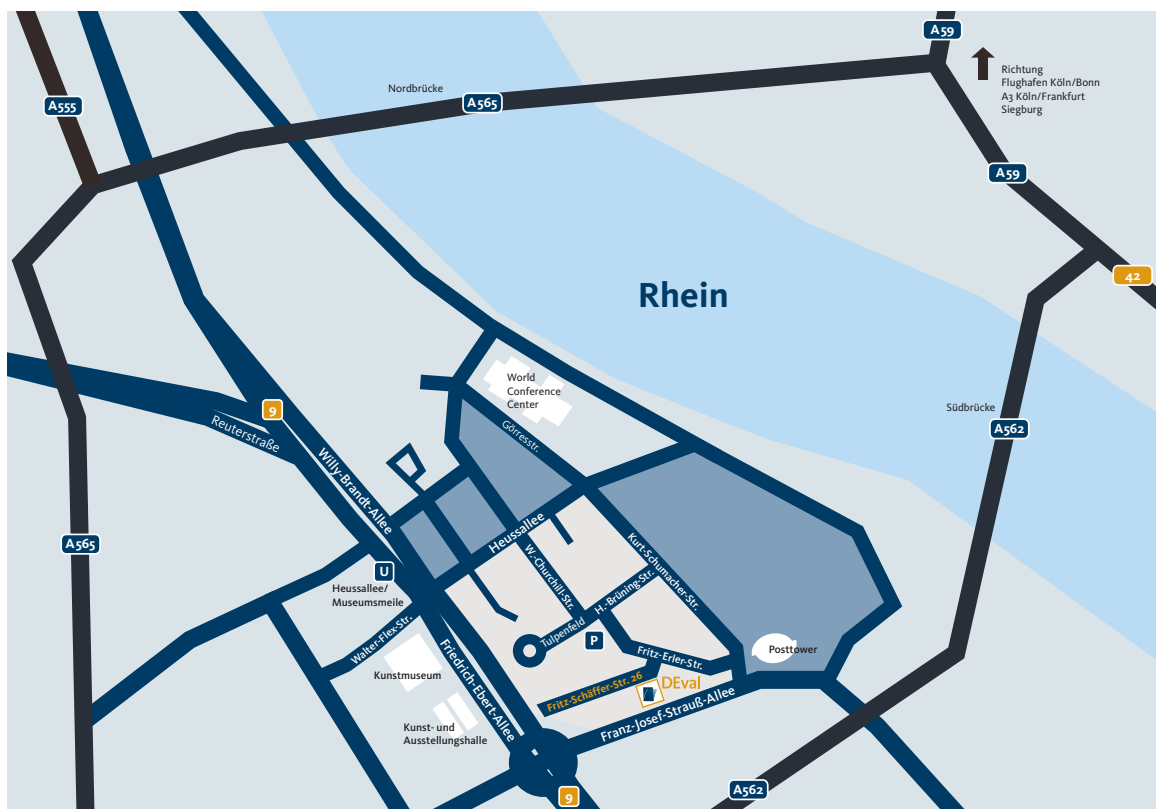 A59
Richtung
Flughafen Köln/Bonn
A3 Köln/Frankfurt
Siegburg
Nordbrücke
A555
A565
A59
42
Rhein
World
Conference
Center
9
Reuterstraße
Görresstr.
Südbrücke
A562
Willy-Brandt-Allee
Heussallee
A565
U
Heussallee/
Museumsmeile
W.-Churchill-Str.
Kurt-Schumacher-Str.
H.-Brüning-Str.
Tulpenfeld
P
Walter-Flex-Str.
Kunstmuseum
Friedrich-Ebert-Allee
Fritz-Erler-Str.
Posttower
Fritz-Schäffer-Str. 26
DEval
Kunst- und
Ausstellungshalle
Franz-Josef-Strauß-Allee
9
A562